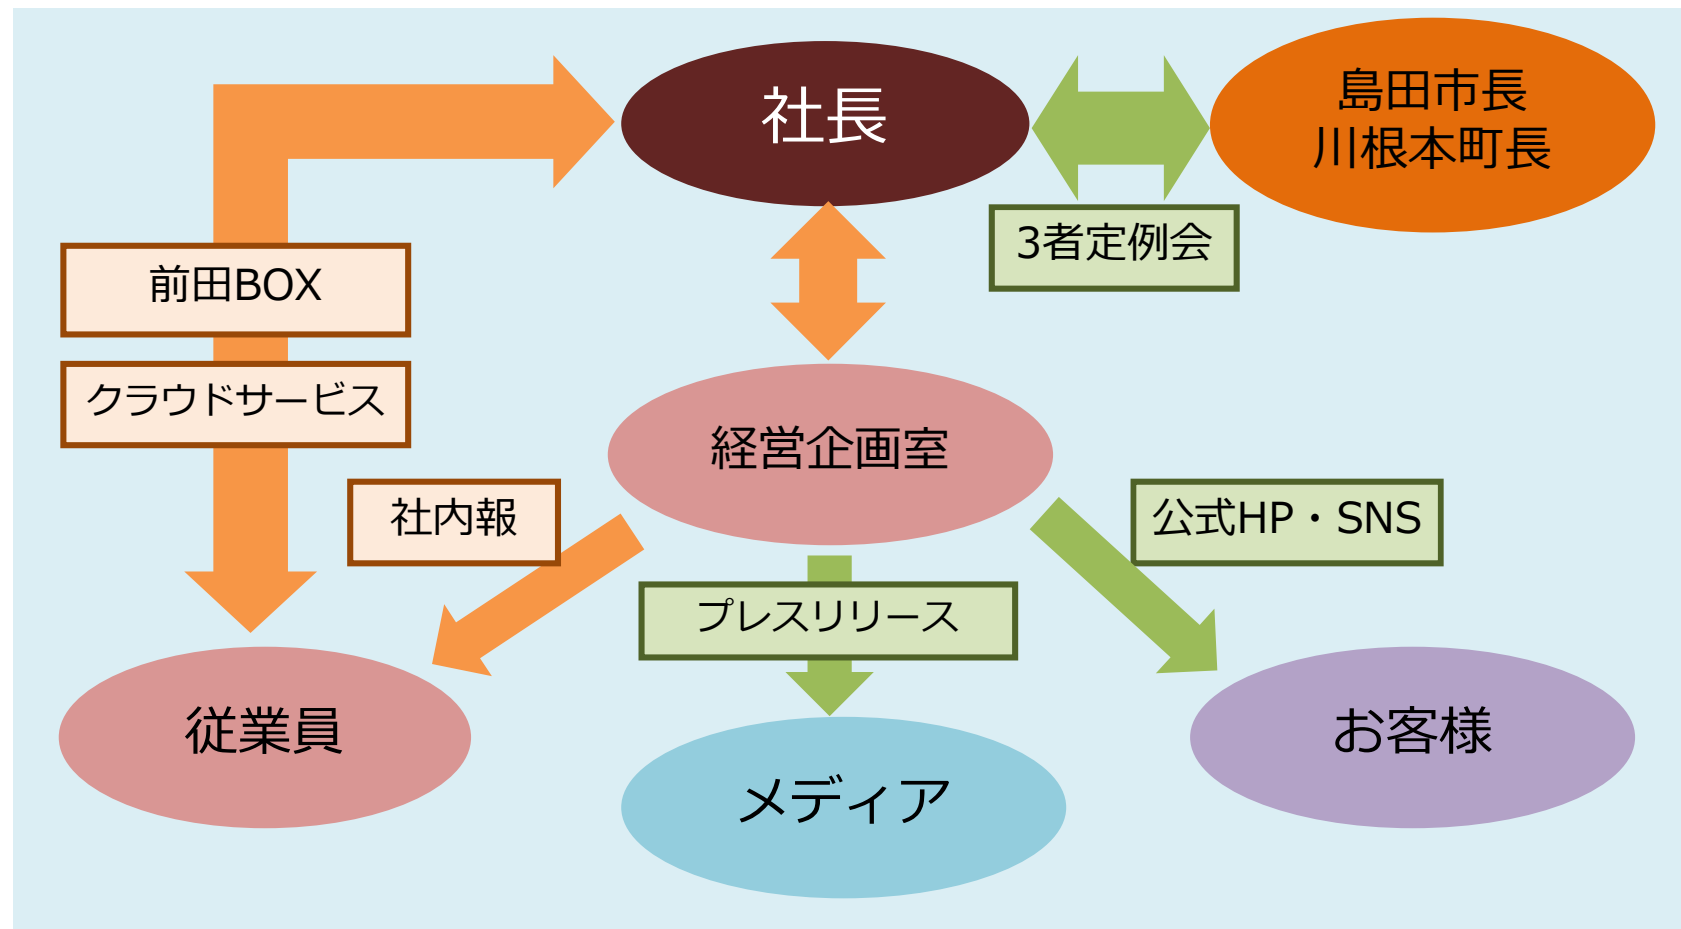 社長
島田市長
川根本町長
3者定例会
前田BOX
クラウドサービス
経営企画室
社内報
公式HP・SNS
プレスリリース
従業員
お客様
メディア